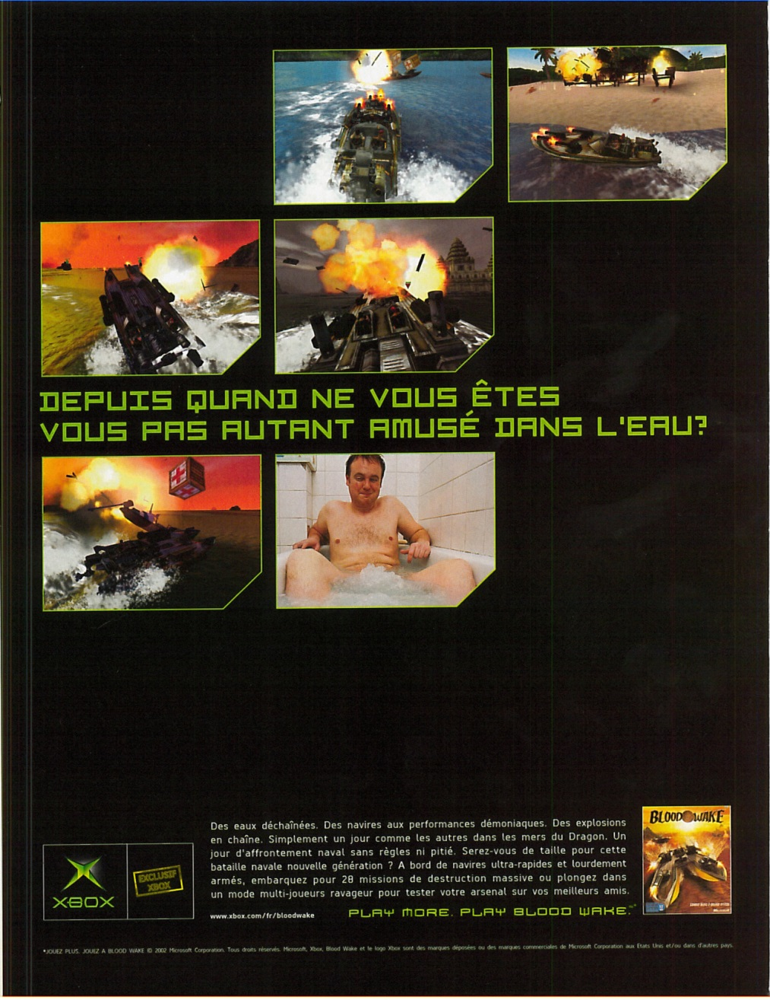 DEPUIS QUAND NE VOUS ÊTES
VOUS PAS AUTANT AMUSÉ DANS L'EAU?
Des eaux déchaînées. Des navires aux performances démoniaques. Des explosions
en chaîne. Simplement un jour comme les autres dans les mers du Dragon. Un
jour d'affrontement naval sans règles ni pitié. Serez-vous de taille pour cette
bataille navale nouvelle génération ? A bord de navires ultra-rapides et lourdement
armés, embarquez pour 28 missions de destruction massive ou plongez dans
un mode multi-joueurs ravageur pour tester votre arsenal sur vos meilleurs amis.
www.xbox.com/fr/bloodwake
PLAY MORE. PLAY BLOOD WAKE.
XBOX
EXCLUSIF
XBOX
BLOOD WAKE
*JOUEZ PLUS. JOUEZ A BLOOD WAKE © 2002 Microsoft Corporation. Tous droits réservés. Microsoft, Xbox, Blood Wake et le logo Xbox sont des marques déposées ou des marques commerciales de Microsoft Corporation aux Etats Unis et/ou dans d'autres pays.